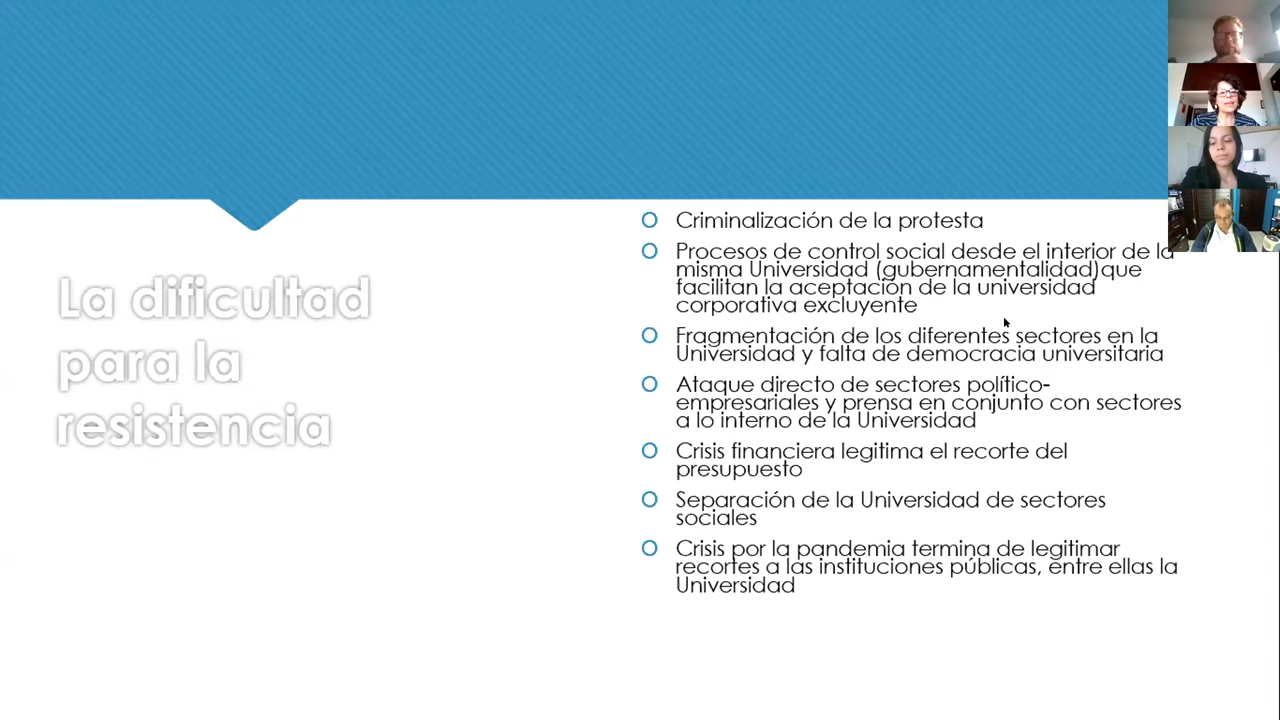 La dificultad
para la
resistencia
O Criminalización de la protesta
O Procesos de control social desde el interior de la
misma Universidad (gubernamentalidad)que
facilitan la aceptación de la universidad
corporativa excluyente
O Fragmentación de los diferentes sectores en la
Universidad y falta de democracia universitaria
O Ataque directo de sectores político-
empresariales y prensa en conjunto con sectores
a lo interno de la Universidad
O Crisis financiera legitima el recorte del
presupuesto
O Separación de la Universidad de sectores
sociales
O Crisis por la pandemia termina de legitimar
recortes a las instituciones públicas, entre ellas la
Universidad